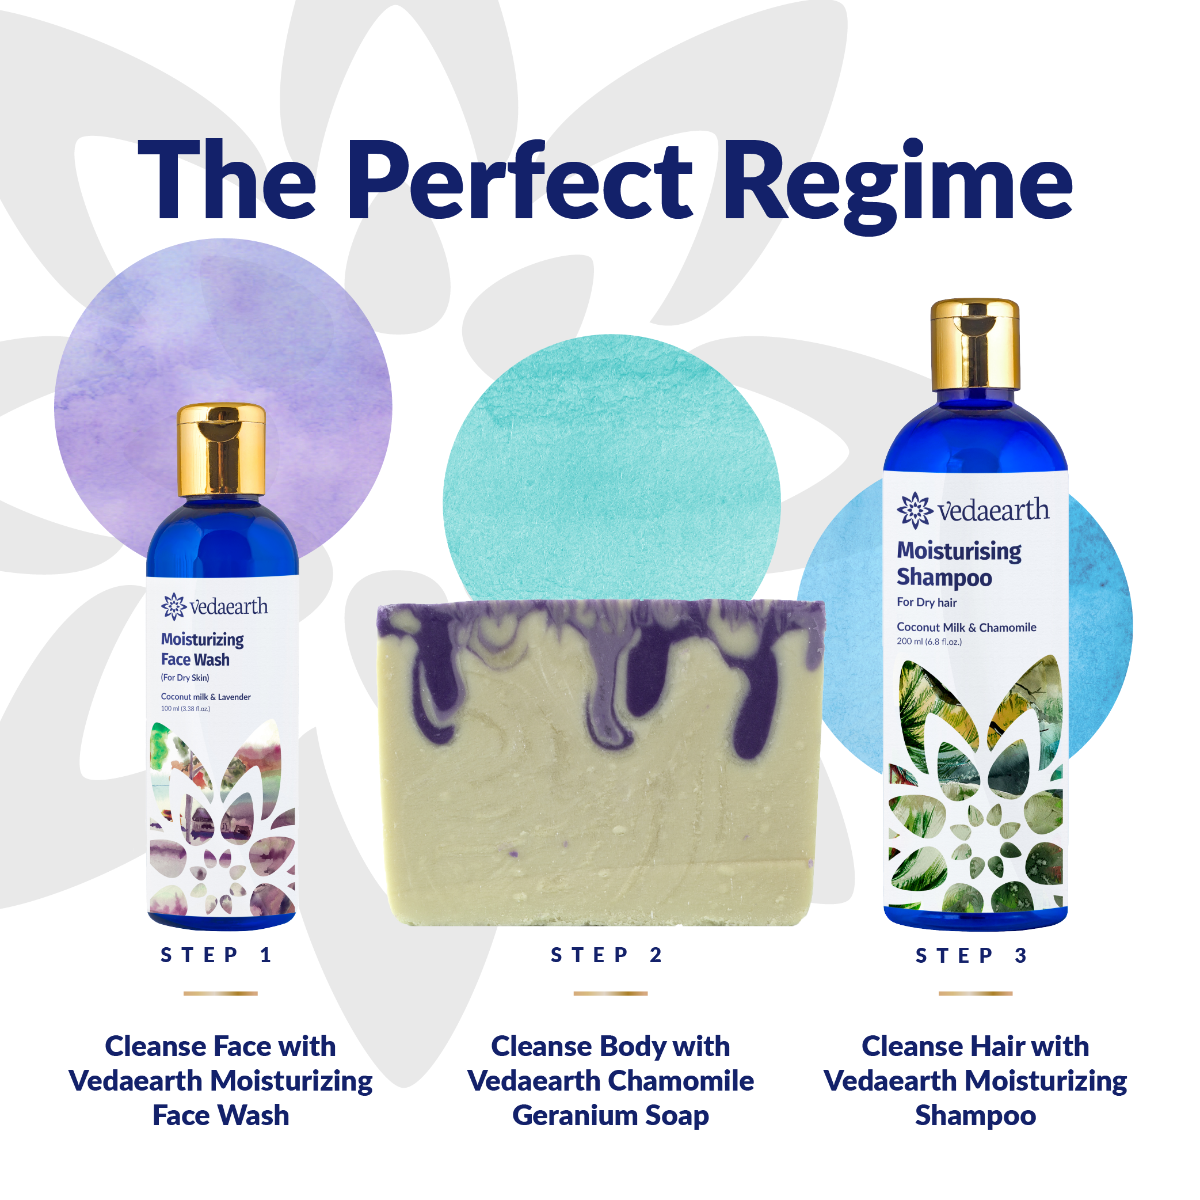 The Perfect Regime
vedaearth
Moisturizing
Face Wash
(For Dry Skin)
Coconut milk & Lavender
100 ml (3.38 fl.oz.)
vedaearth
Moisturising
Shampoo
For Dry hair
Coconut Milk & Chamomile
200 ml (6.8 fl.oz.)
STEP 1
Cleanse Face with
Vedaearth Moisturizing
Face Wash
STEP 2
Cleanse Body with
Vedaearth Chamomile
Geranium Soap
STEP 3
Cleanse Hair with
Vedaearth Moisturizing
Shampoo